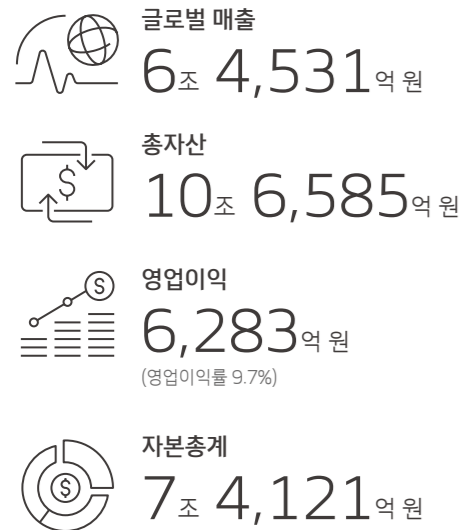 글로벌 매출
6조 4,531억 원
총자산
10조 6,585억 원
영업이익
6,283억 원
(영업이익률 9.7%)
자본총계
7조 4,121억 원